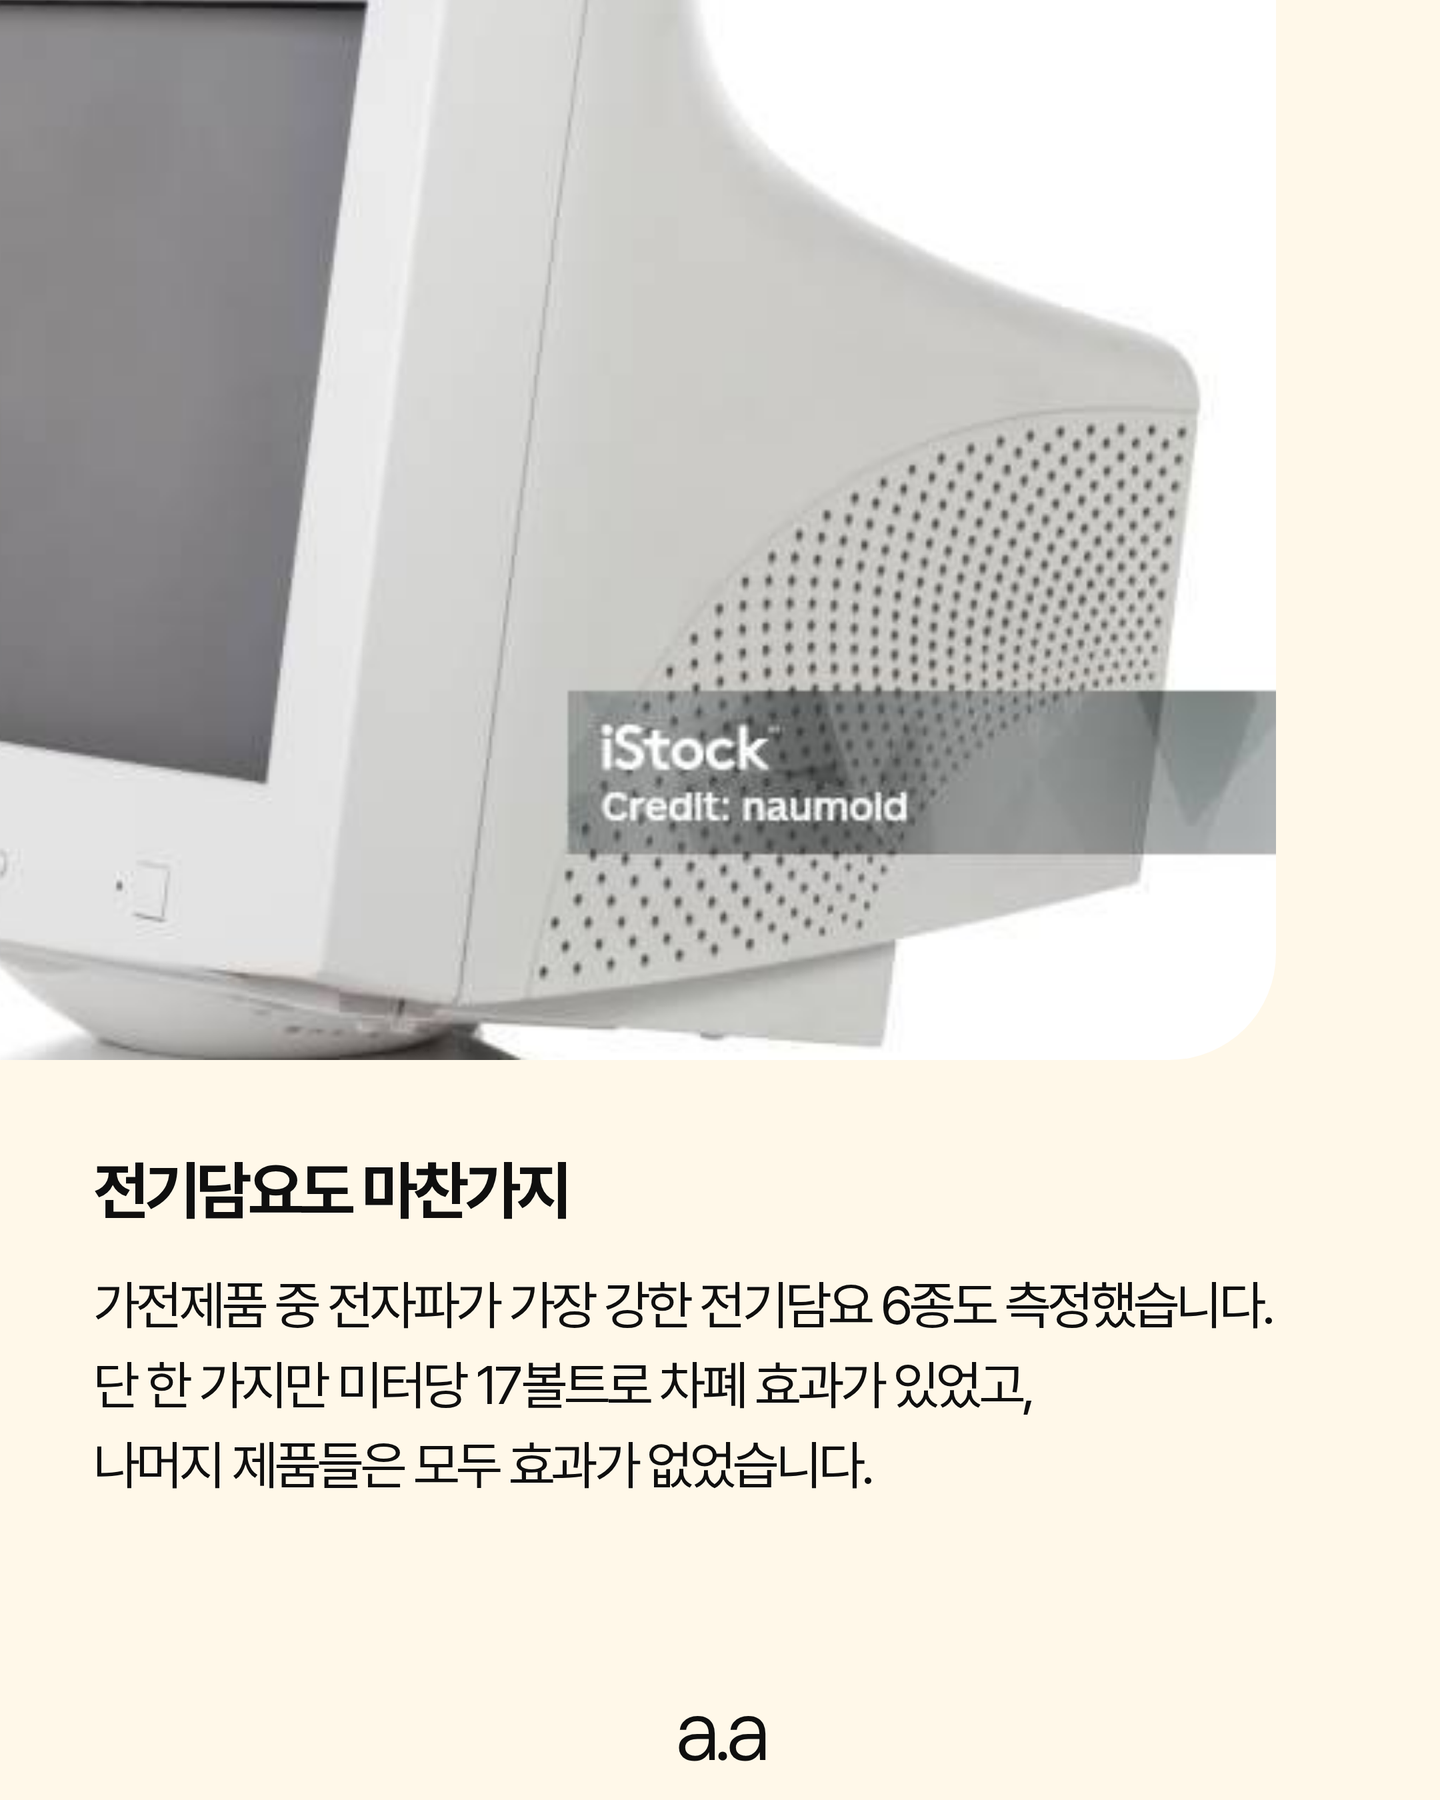 iStock
Credit: naumoid
전기담요도 마찬가지
가전제품 중 전자파가 가장 강한 전기담요 6종도 측정했습니다.
단 한 가지만 미터당 17볼트로 차폐 효과가 있었고,
나머지 제품들은 모두 효과가 없었습니다.
a.a